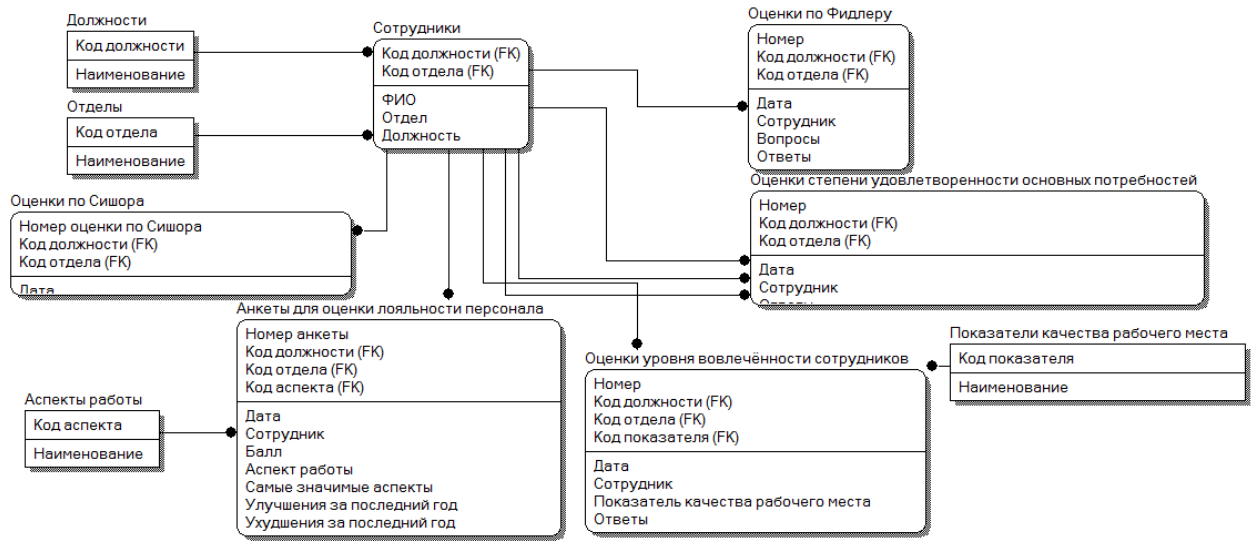 Должности
Код должности
Наименование
Отделы
Код отдела
Наименование
Сотрудники
Код должности (FK)
Код отдела (FK)
ФИО
Отдел
Должность
Оценки по Фидлеру
Номер
Код должности (FK)
Код отдела (FK)
Дата
Сотрудник
Вопросы
Ответы
Оценки степени удовлетворенности основных потребностей
Номер
Код должности (FK)
Код отдела (FK)
Дата
Сотрудник
Оценки по Сишора
Номер оценки по Сишора
Код должности (FK)
Код отдела (FK)
Дата
Анкеты для оценки лояльности персонала
Номер анкеты
Код должности (FK)
Код отдела (FK)
Код аспекта (FK)
Дата
Сотрудник
Балл
Аспект работы
Самые значимые аспекты
Улучшения за последний год
Ухудшения за последний год
Аспекты работы
Код аспекта
Наименование
Оценки уровня вовлечённости сотрудников
Номер
Код должности (FK)
Код отдела (FK)
Код показателя (FK)
Дата
Сотрудник
Показатель качества рабочего места
Ответы
Показатели качества рабочего места
Код показателя
Наименование